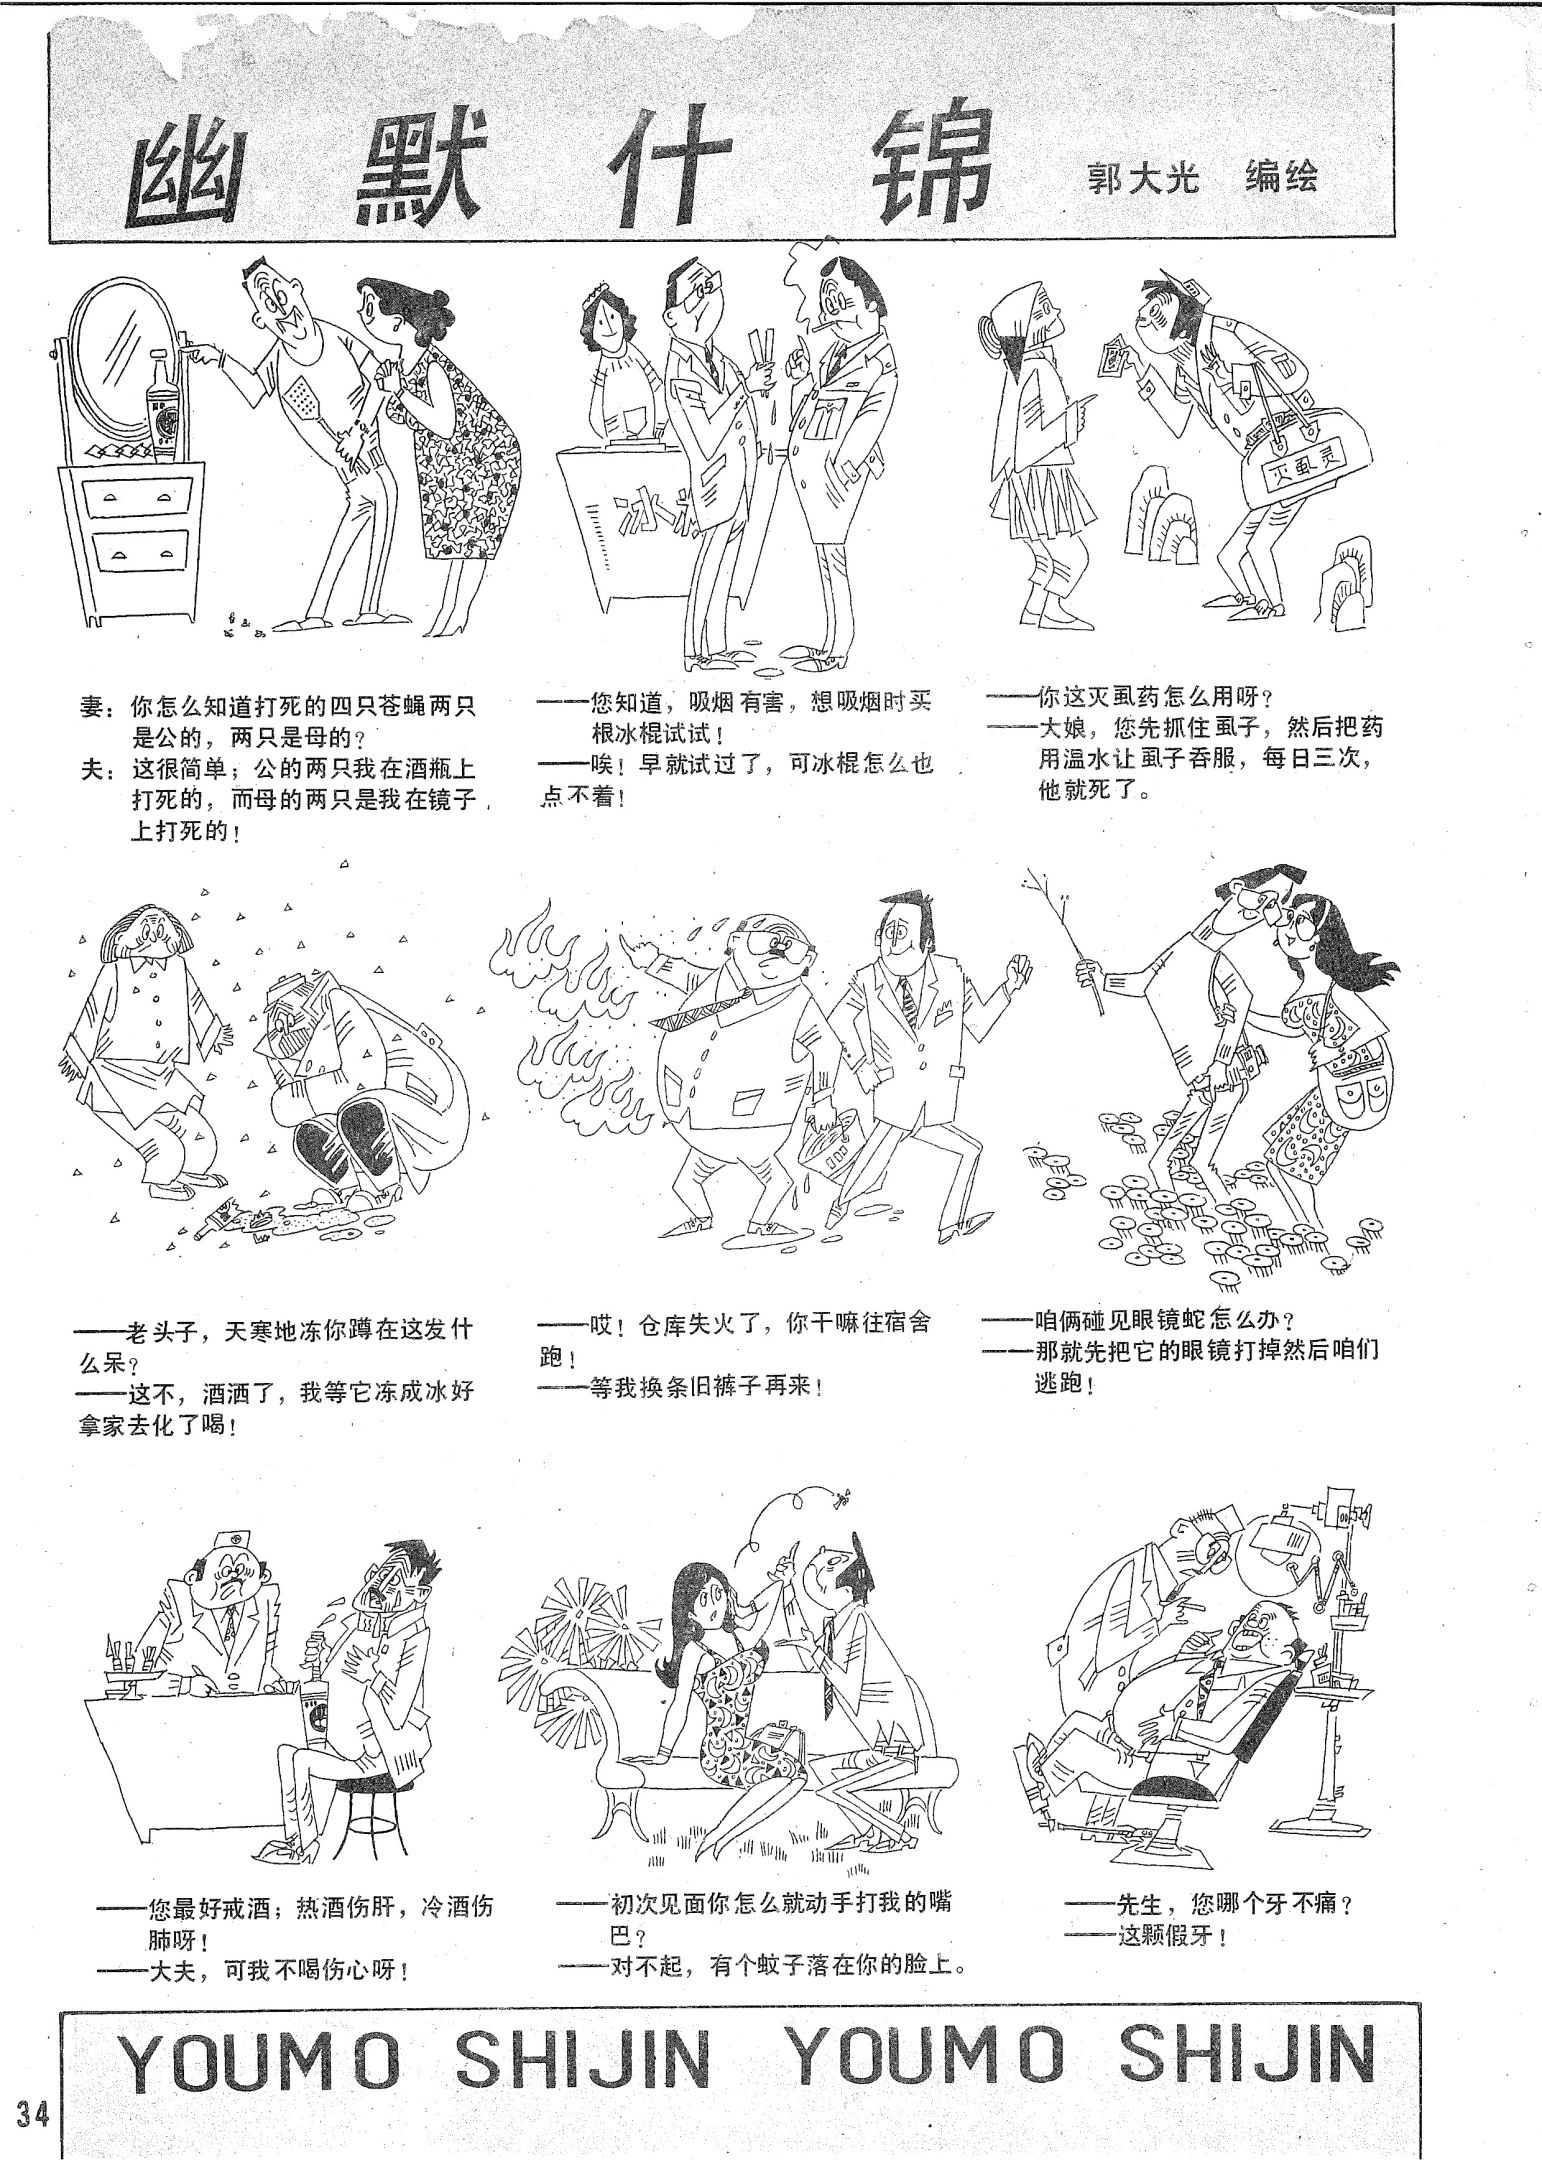 幽默什锦
郭大光 编绘
灭虱灵
妻：你怎么知道打死的四只苍蝇两只
是公的，两只是母的？
夫：这很简单；公的两只我在酒瓶上
打死的，而母的两只是我在镜子
上打死的！
冰
——您知道，吸烟有害，想吸烟时买
根冰棍试试！
——唉！早就试过了，可冰棍怎么也
点不着！
——你这灭虱药怎么用呀？
——大娘，您先抓住虱子，然后把药
用温水让虱子吞服，每日三次，
他就死了。
——老头子，天寒地冻你蹲在这发什
么呆？
——这不，酒洒了，我等它冻成冰好
拿家去化了喝！
——哎！仓库失火了，你干嘛往宿舍
跑！
——等我换条旧裤子再来！
——咱俩碰见眼镜蛇怎么办？
——那就先把它的眼镜打掉然后咱们
逃跑！
——您最好戒酒；热酒伤肝，冷酒伤
肺呀！
——大夫，可我不喝伤心呀！
——初次见面你怎么就动手打我的嘴
巴？
——对不起，有个蚊子落在你的脸上。
——先生，您哪个牙不痛？
——这颗假牙！
YOUMO SHIJIN YOUMO SHIJIN
34